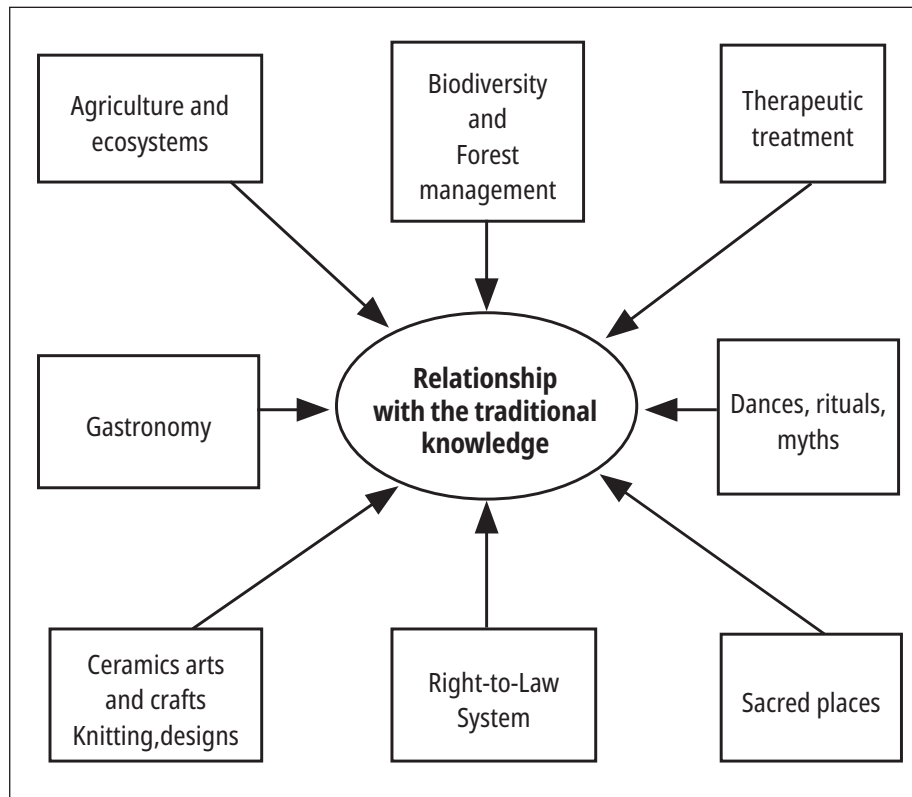 Agriculture and
ecosystems
Biodiversity
and
Forest
management
Therapeutic
treatment
Gastronomy
Relationship
with the traditional
knowledge
Dances, rituals,
myths
Ceramics arts
and crafts
Knitting,designs
Right-to-Law
System
Sacred places